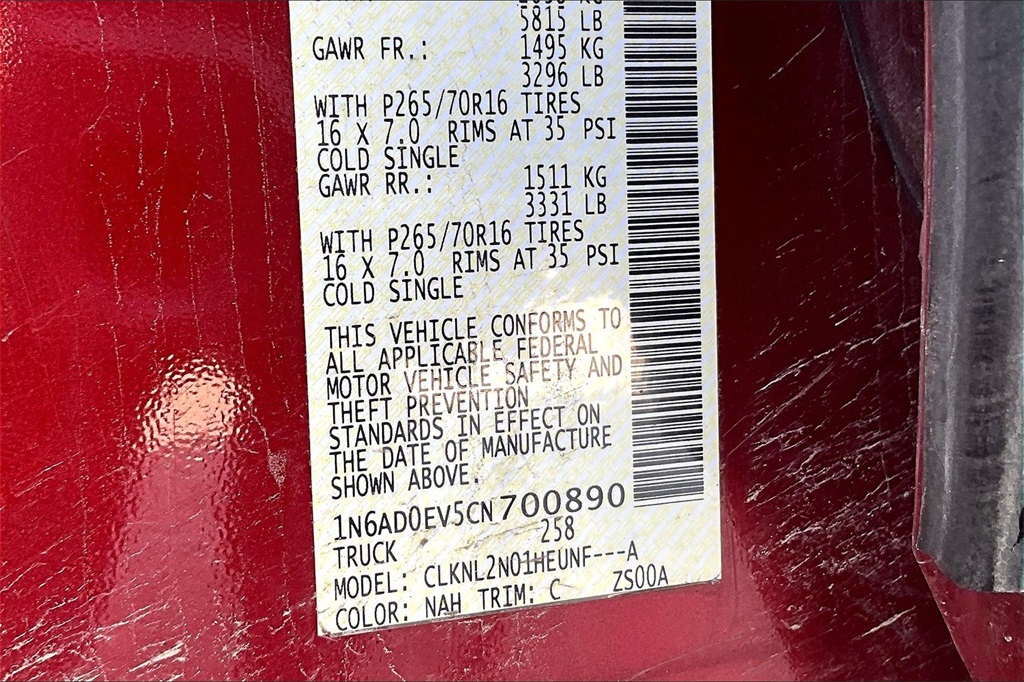 5815 LB
GAWR FR.: 1495 KG
3296 LB
WITH P265/70R16 TIRES
16 X 7.0 RIMS AT 35 PSI
COLD SINGLE
GAWR RR.: 1511 KG
3331 LB
WITH P265/70R16 TIRES
16 X 7.0 RIMS AT 35 PSI
COLD SINGLE
THIS VEHICLE CONFORMS TO
ALL APPLICABLE FEDERAL
MOTOR VEHICLE SAFETY AND
THEFT PREVENTION
STANDARDS IN EFFECT ON
THE DATE OF MANUFACTURE
SHOWN ABOVE.
1N6AD0EV5CN700890
TRUCK 258
MODEL: CLKNL2N01HEUNF---A
COLOR: NAH TRIM: C ZS00A